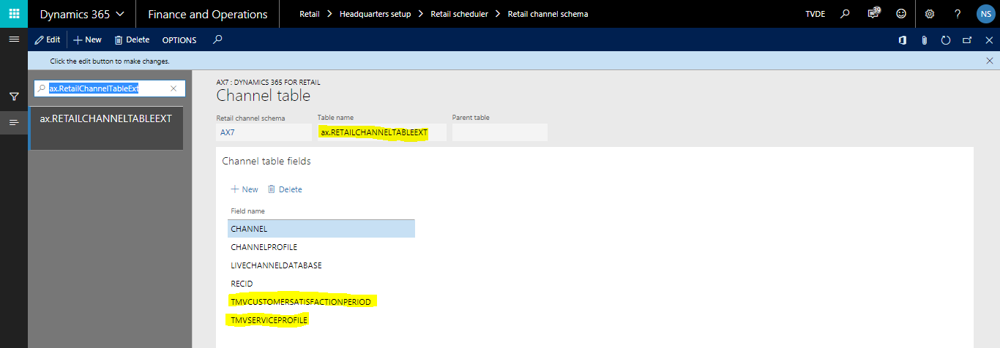 Dynamics 365 Finance and Operations Retail Headquarters setup Retail scheduler Retail channel schema TVDE 39 ? NS
Edit New Delete OPTIONS
Click the edit button to make changes.
ax.RetailChannelTableExt
ax.RETAILCHANNELTABLEEXT
AX7 : DYNAMICS 365 FOR RETAIL
Channel table
Retail channel schema Table name Parent table
AX7 ax.RETAILCHANNELTABLEEXT
Channel table fields
New Delete
Field name
CHANNEL
CHANNELPROFILE
LIVECHANNELDATABASE
RECID
TMVCUSTOMERSATISFACTIONPERIOD
TMVSERVICEPROFILE